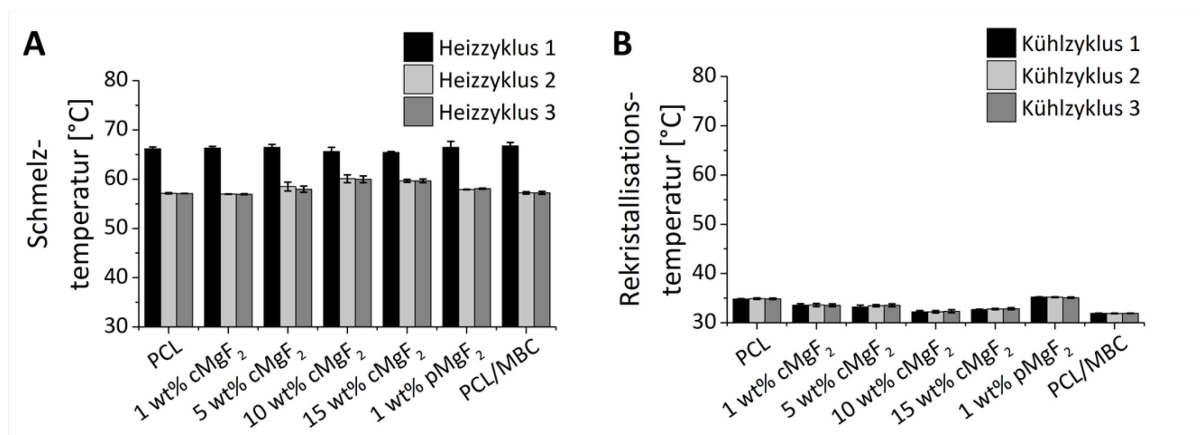 A
Heizzyklus 1
Heizzyklus 2
Heizzyklus 3
Schmelz-
temperatur [°C]
80
70
60
50
40
30
PCL
1 wt% cMgF₂
5 wt% cMgF₂
10 wt% cMgF₂
15 wt% cMgF₂
1 wt% pMgF₂
PCL/MBC
B
Kühlzyklus 1
Kühlzyklus 2
Kühlzyklus 3
Rekristallisations-
temperatur [°C]
80
70
60
50
40
30
PCL
1 wt% cMgF₂
5 wt% cMgF₂
10 wt% cMgF₂
15 wt% cMgF₂
1 wt% pMgF₂
PCL/MBC